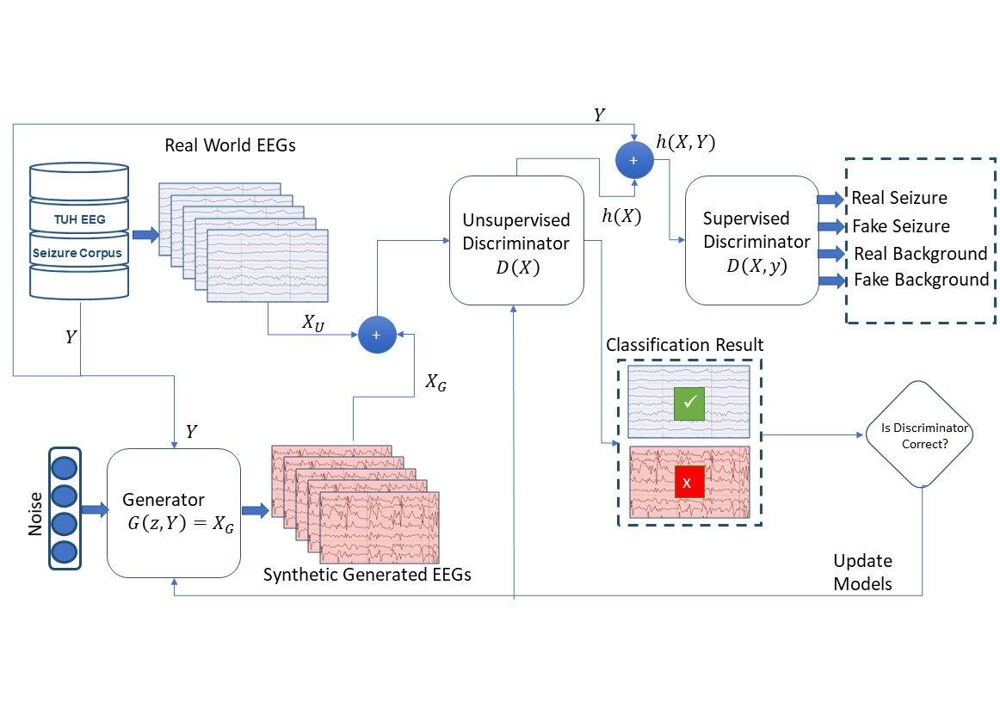 Y
Real World EEGs
h(X, Y)
TUH EEG
Seizure Corpus
Unsupervised
Discriminator
D(X)
h(X)
Supervised
Discriminator
D(X, y)
Real Seizure
Fake Seizure
Real Background
Fake Background
+
+
Y
X_U
X_G
Classification Result
✓
x
Is Discriminator
Correct?
Y
Noise
Generator
G(z, Y) = X_G
Synthetic Generated EEGs
Update
Models